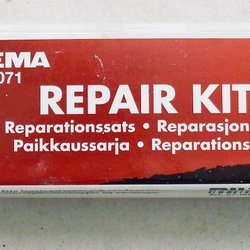 EMA
071
REPAIR KIT
Reparationssats • Reparasjon
Paikkaussarja • Reparations